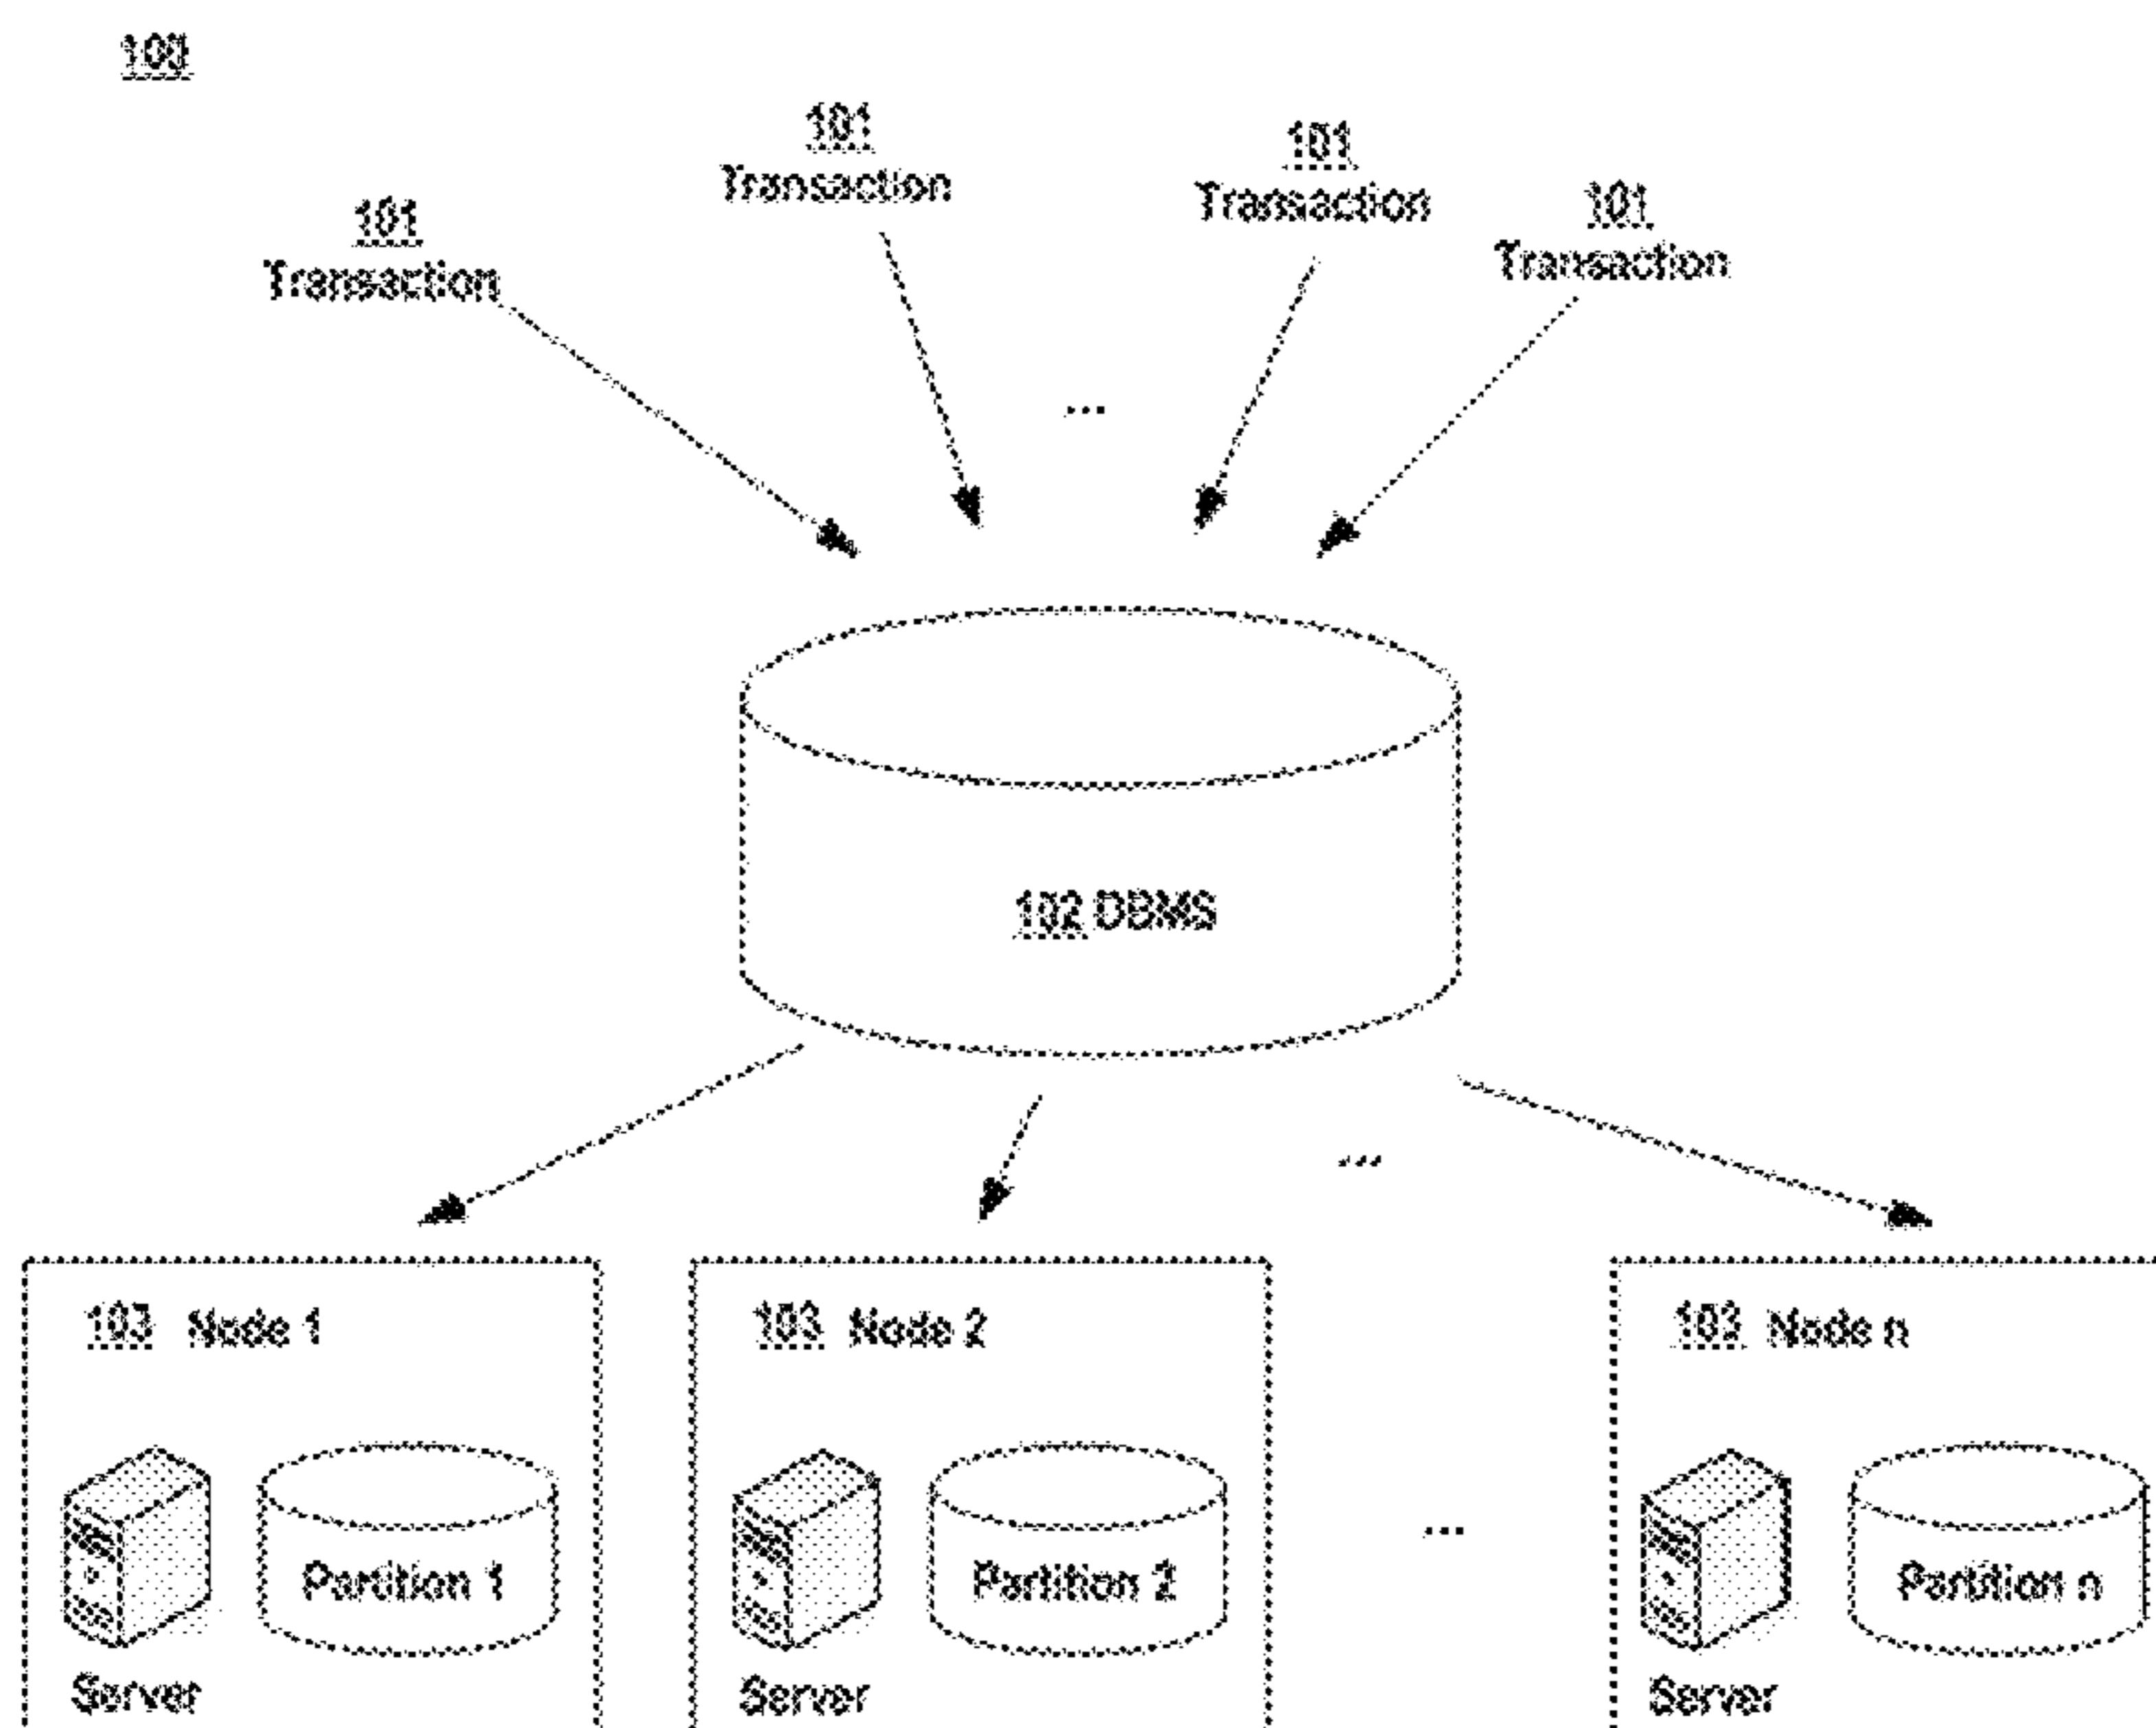 100
101
Transaction
101
Transaction
101
Transaction
101
Transaction
...
102 DBMS
...
103 Node 1
103 Node 2
103 Node n
Partition 1
Partition 2
...
Partition n
Server
Server
Server